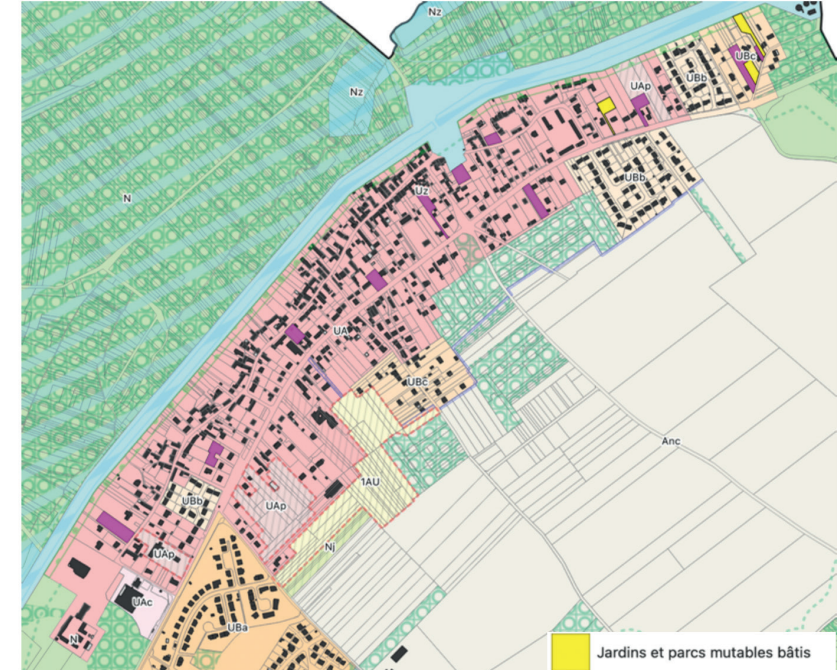 Nz
Nz
UBc
UAp
UBb
N
UBb
Uz
UA
UBc
Anc
1AU
UBb
UAp
Nj
UAp
UAc
UBa
N
Jardins et parcs mutables bâtis